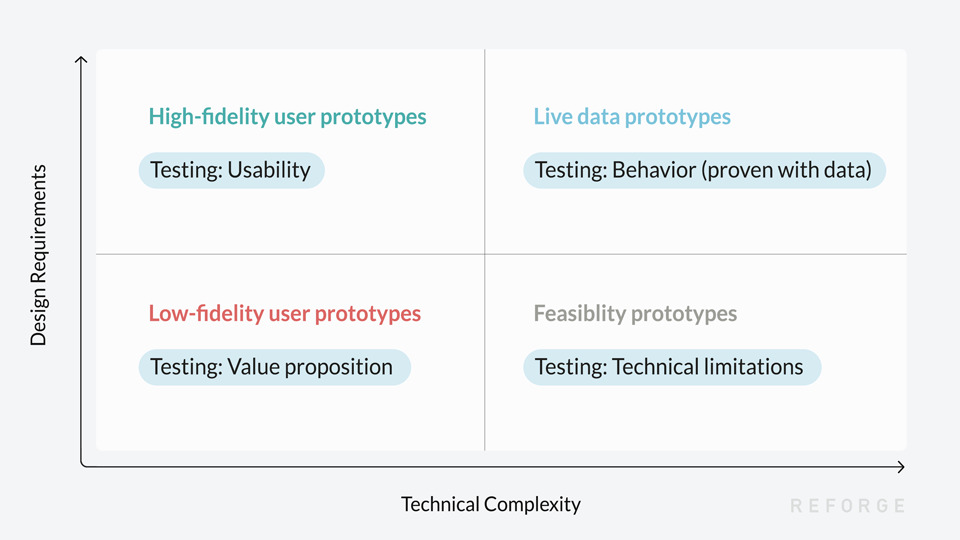 Design Requirements
High-fidelity user prototypes
Testing: Usability
Live data prototypes
Testing: Behavior (proven with data)
Low-fidelity user prototypes
Testing: Value proposition
Feasiblity prototypes
Testing: Technical limitations
Technical Complexity
REFORGE